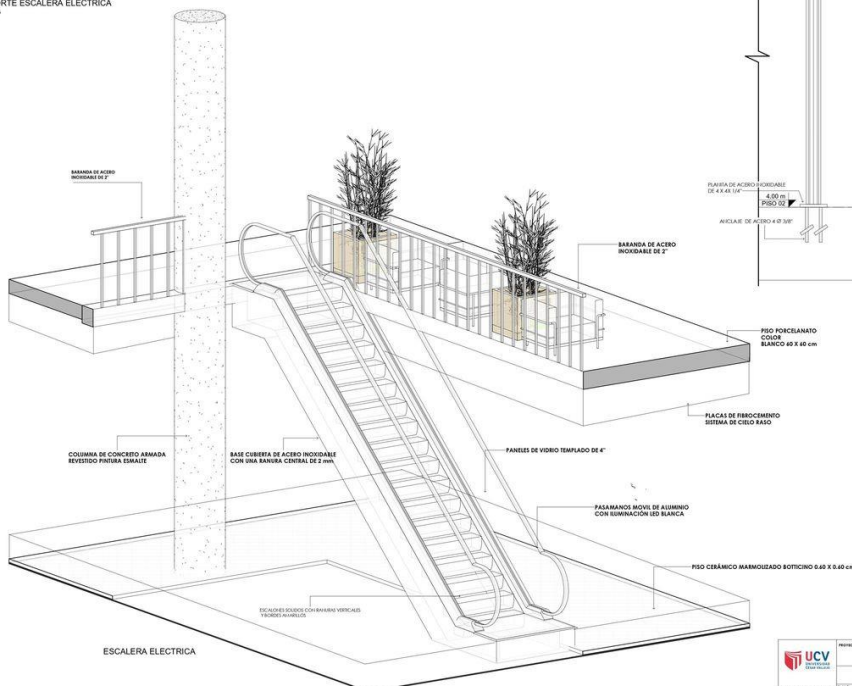 RTE ESCALERA ELECTRICA
BARANDA DE ACERO
INOXIDABLE DE 2"
PLANTA DE ACERO INOXIDABLE
DE 4 X 4X 1/4"
4.00 m
PISO 02
ANCLAJE DE ACERO 4 Ø 3/8"
BARANDA DE ACERO
INOXIDABLE DE 2"
PISO PORCELANATO
COLOR
BLANCO 60 X 60 cm
PLACAS DE FIBROCEMENTO
SISTEMA DE CIELO RASO
COLUMNA DE CONCRETO ARMADA
REVESTIDO PINTURA ESMALTE
BASE CUBIERTA DE ACERO INOXIDABLE
CON UNA RANURA CENTRAL DE 2 mm
PANELES DE VIDRIO TEMPLADO DE 4"
PASAMANOS MOVIL DE ALUMINIO
CON ILUMINACIÓN LED BLANCA
PISO CERÁMICO MARMOLIZADO BOTTICINO 0.60 X 0.60 cm
ESCALONES SOLIDOS CON RANURAS VERTICALES
Y BORDES AMARILLOS
ESCALERA ELECTRICA
UCV
UNIVERSIDAD
CÉSAR VALLEJO